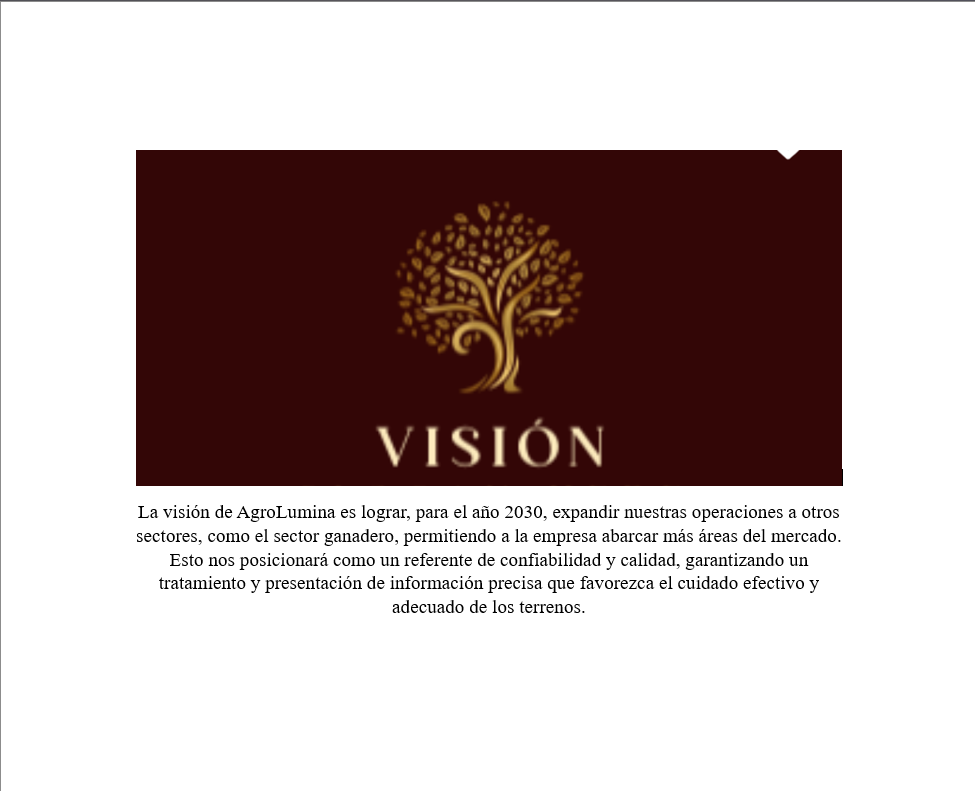 VISIÓN
La visión de AgroLumina es lograr, para el año 2030, expandir nuestras operaciones a otros
sectores, como el sector ganadero, permitiendo a la empresa abarcar más áreas del mercado.
Esto nos posicionará como un referente de confiabilidad y calidad, garantizando un
tratamiento y presentación de información precisa que favorezca el cuidado efectivo y
adecuado de los terrenos.